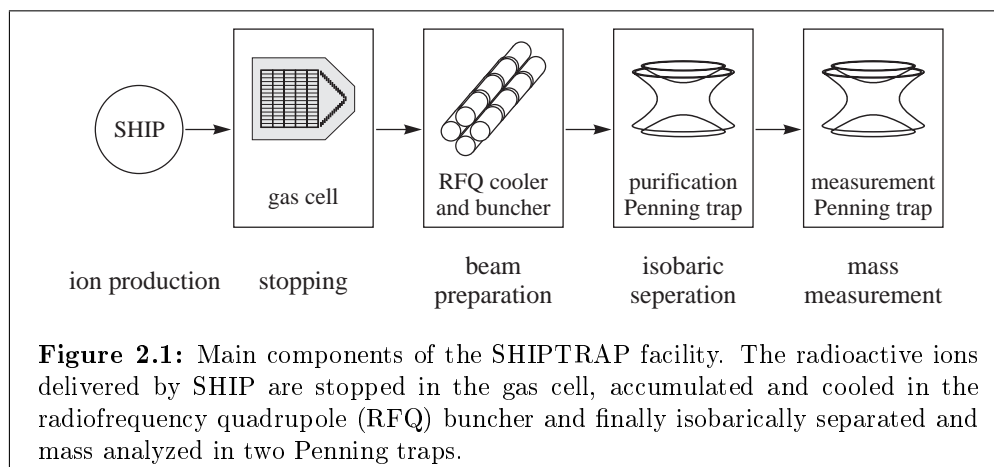 SHIP
gas cell
RFQ cooler
and buncher
purification
Penning trap
measurement
Penning trap
ion production
stopping
beam
preparation
isobaric
seperation
mass
measurement
Figure 2.1: Main components of the SHIPTRAP facility. The radioactive ions
delivered by SHIP are stopped in the gas cell, accumulated and cooled in the
radiofrequency quadrupole (RFQ) buncher and finally isobarically separated and
mass analyzed in two Penning traps.